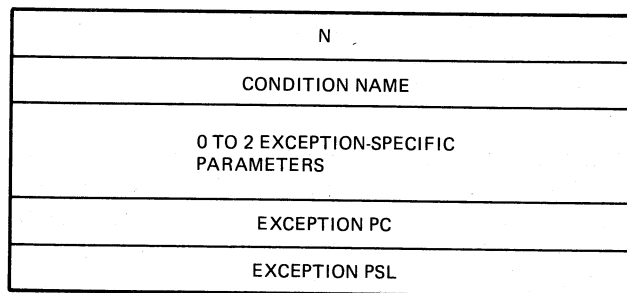 N
CONDITION NAME
0 TO 2 EXCEPTION-SPECIFIC
PARAMETERS
EXCEPTION PC
EXCEPTION PSL